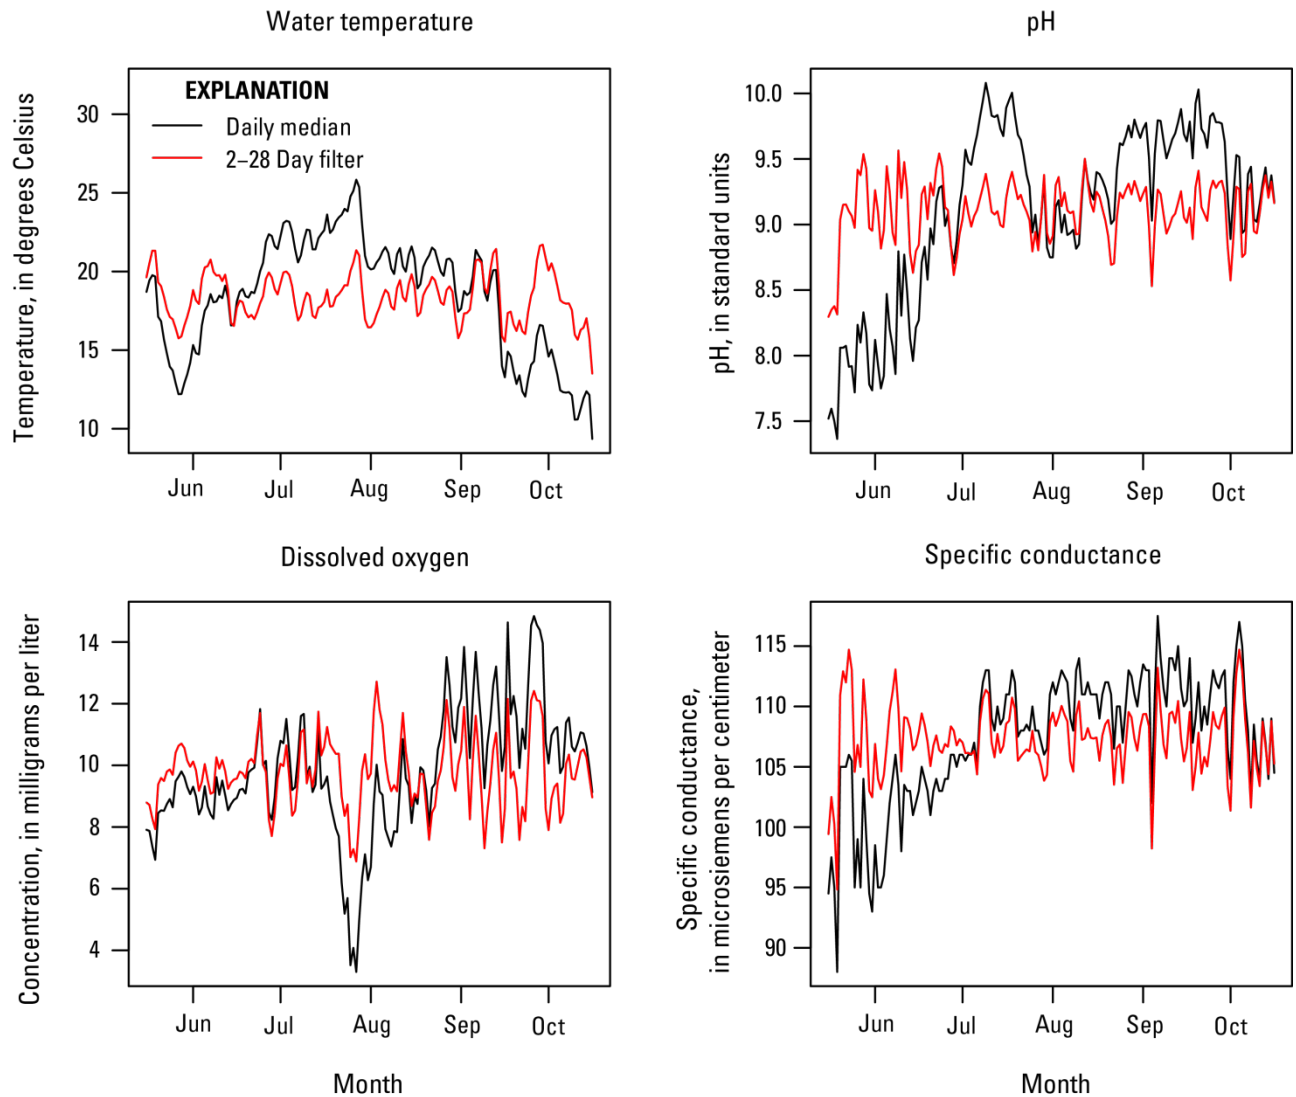 Water temperature
EXPLANATION
Daily median
2–28 Day filter
Temperature, in degrees Celsius
30
25
20
15
10
Jun Jul Aug Sep Oct
pH
pH, in standard units
10.0
9.5
9.0
8.5
8.0
7.5
Jun Jul Aug Sep Oct
Dissolved oxygen
Concentration, in milligrams per liter
14
12
10
8
6
4
Jun Jul Aug Sep Oct
Month
Specific conductance
Specific conductance,
in microsiemens per centimeter
115
110
105
100
95
90
Jun Jul Aug Sep Oct
Month